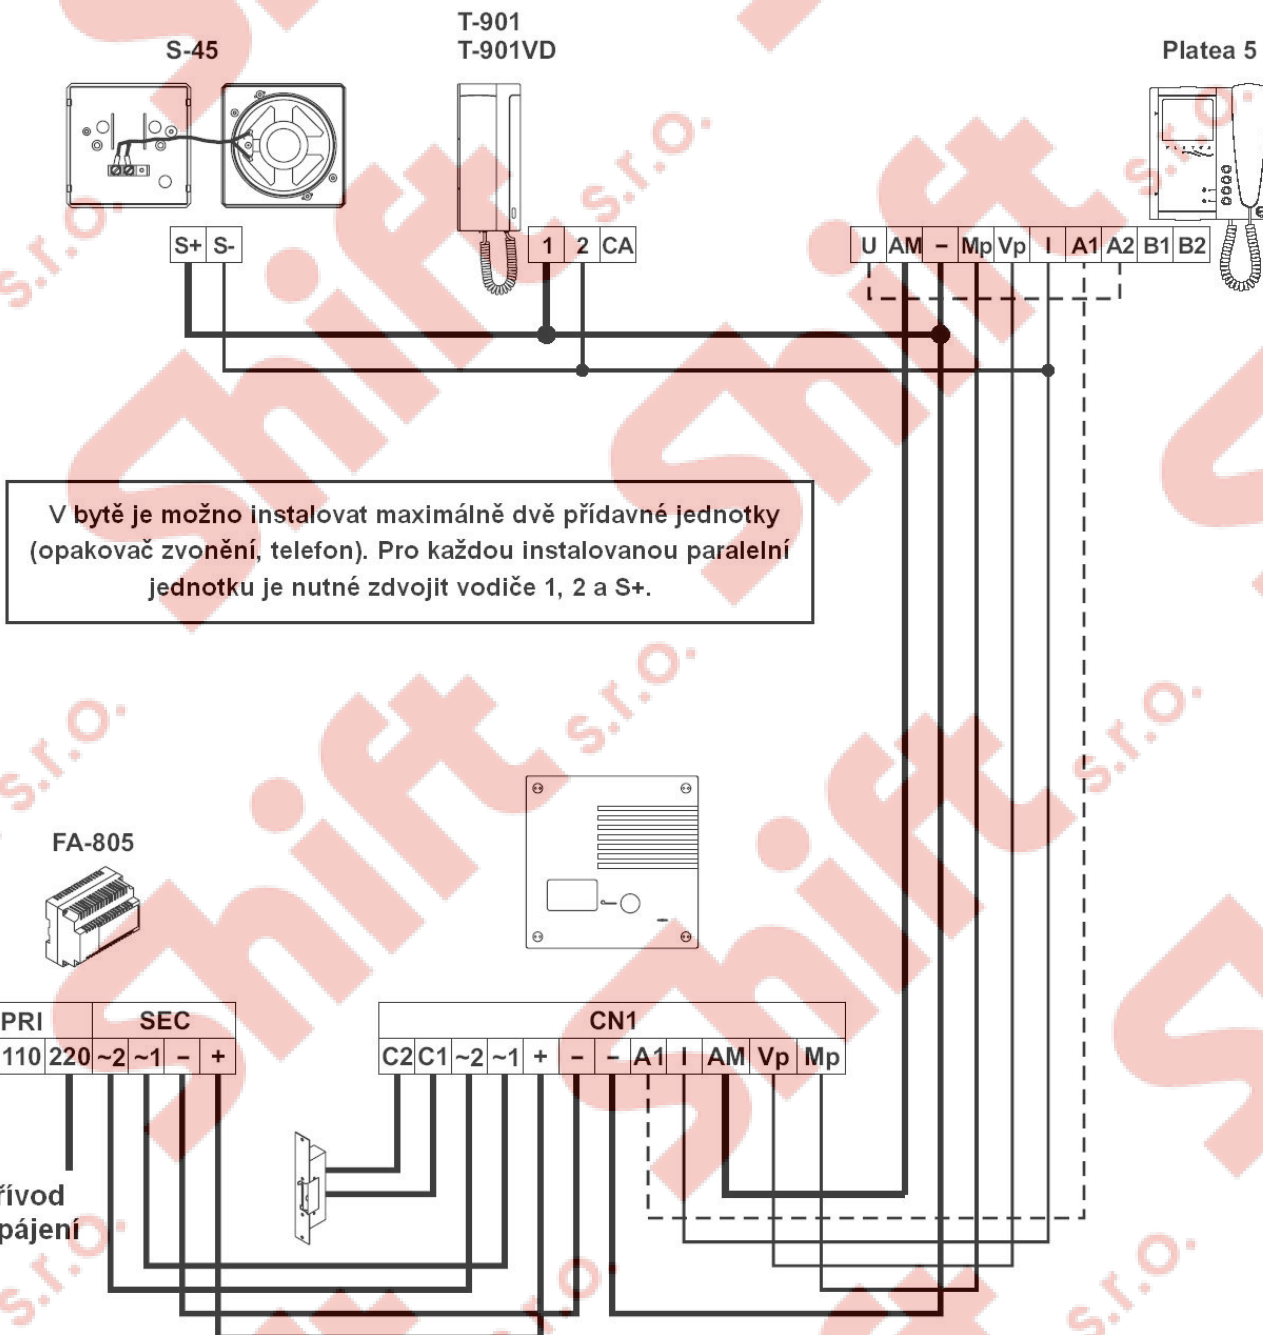 T-901
S-45
T-901VD
Platea 5
S+ S-
1 2 CA
U AM – Mp Vp I A1 A2 B1 B2
V bytě je možno instalovat maximálně dvě přídavné jednotky
(opakovač zvonění, telefon). Pro každou instalovanou paralelní
jednotku je nutné zdvojit vodiče 1, 2 a S+.
FA-805
PRI SEC
CN1
110 220 ~2 ~1 – +
C2 C1 ~2 ~1 + – – A1 I AM Vp Mp
řívod
pájení
Shift s.r.o.